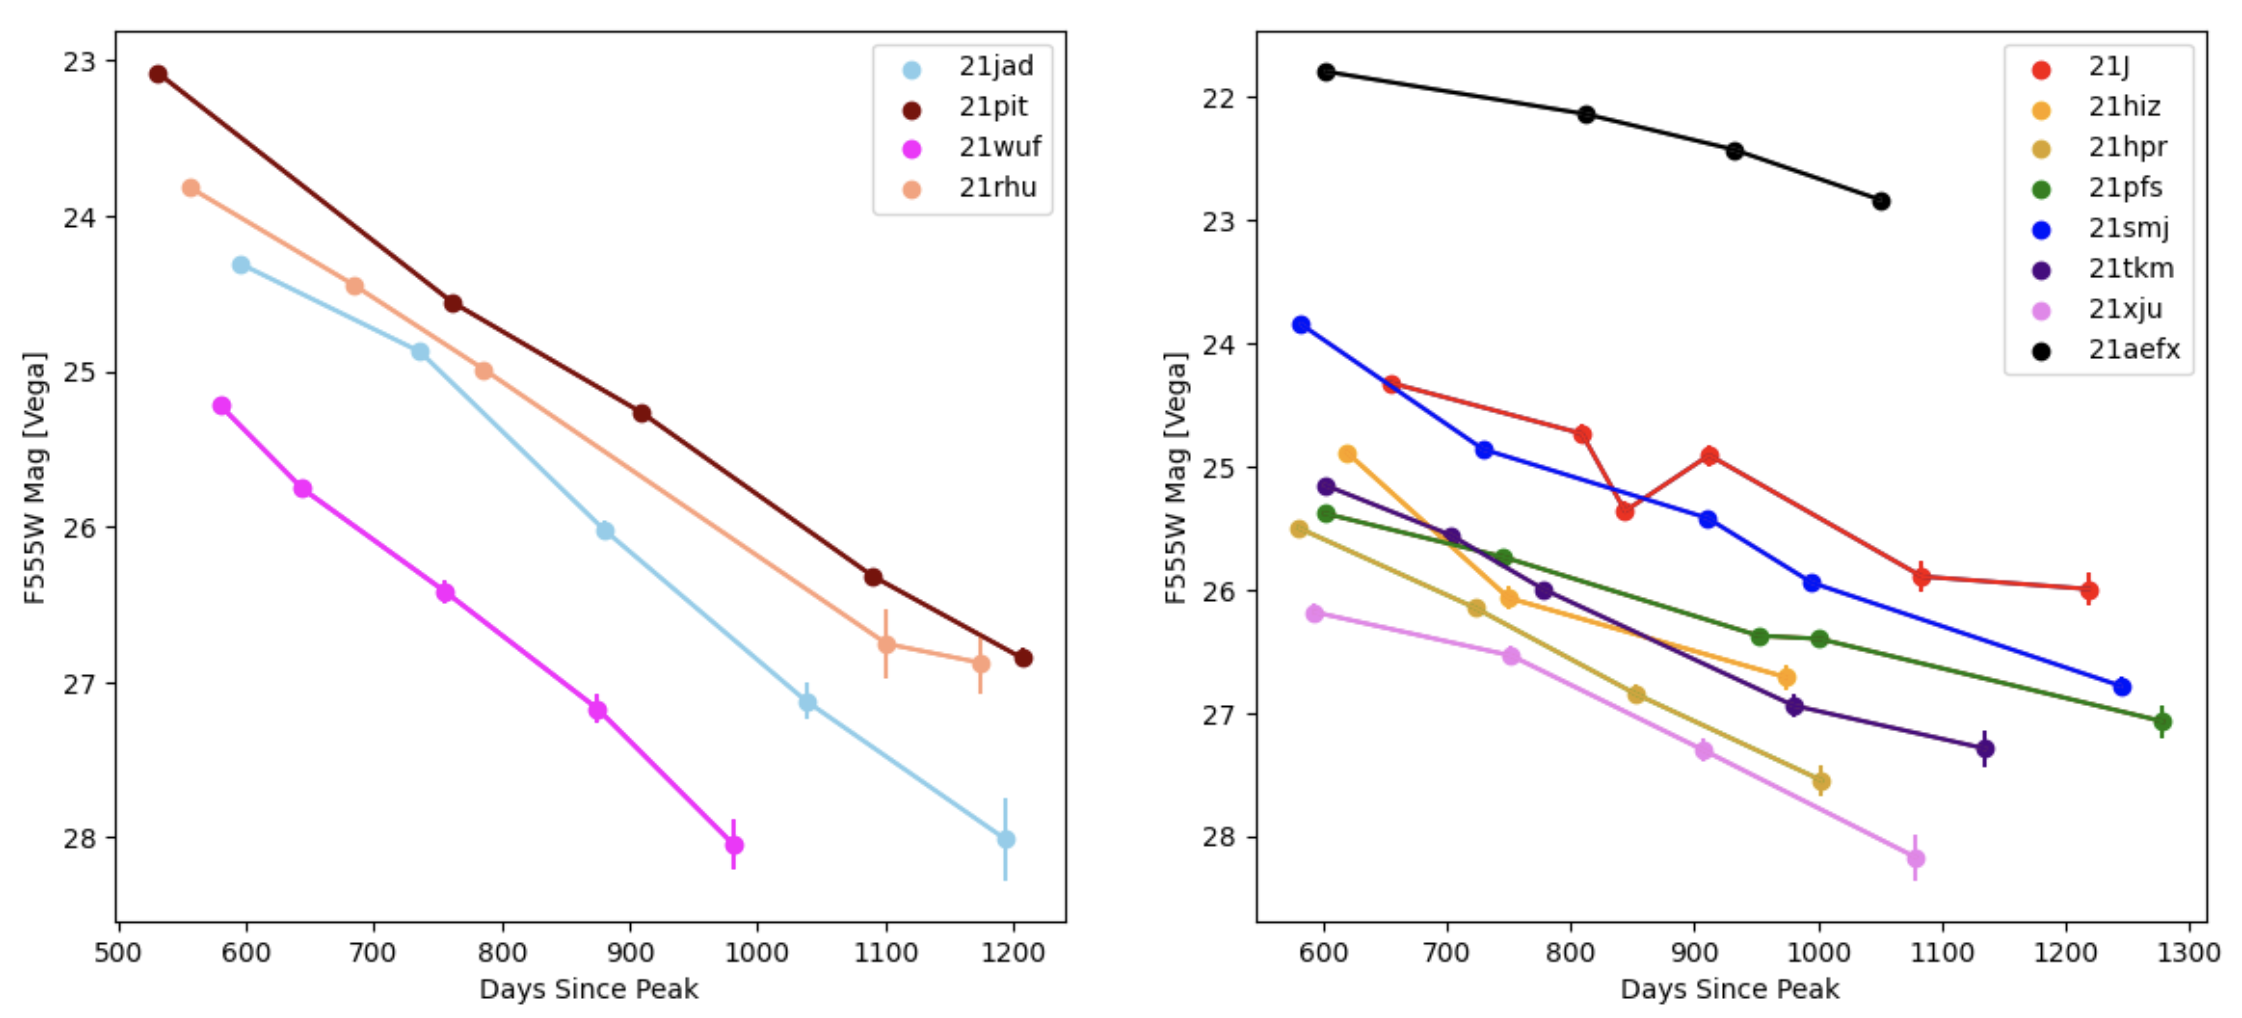 F555W Mag [Vega]
23
24
25
26
27
28
500 600 700 800 900 1000 1100 1200
Days Since Peak
21jad
21pit
21wuf
21rhu
F555W Mag [Vega]
22
23
24
25
26
27
28
600 700 800 900 1000 1100 1200 1300
Days Since Peak
21J
21hiz
21hpr
21pfs
21smj
21tkm
21xju
21aefx